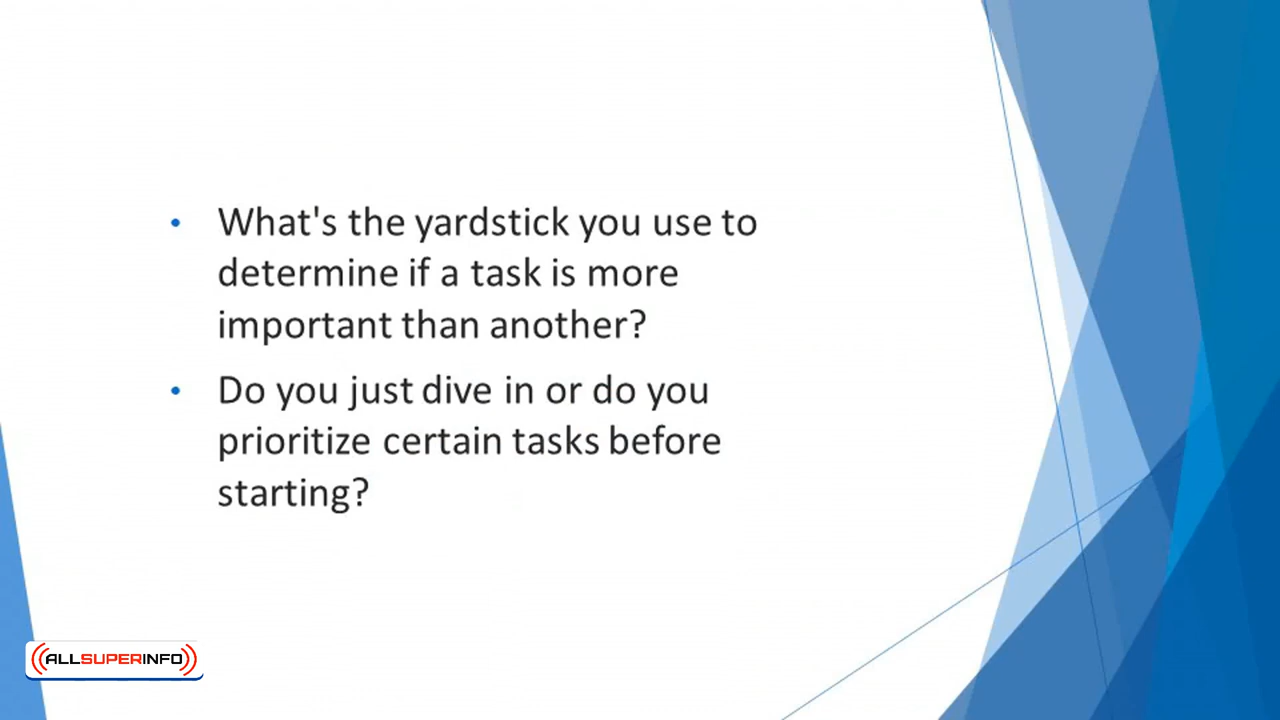 • What's the yardstick you use to
determine if a task is more
important than another?
• Do you just dive in or do you
prioritize certain tasks before
starting?
ALLSUPERINFO